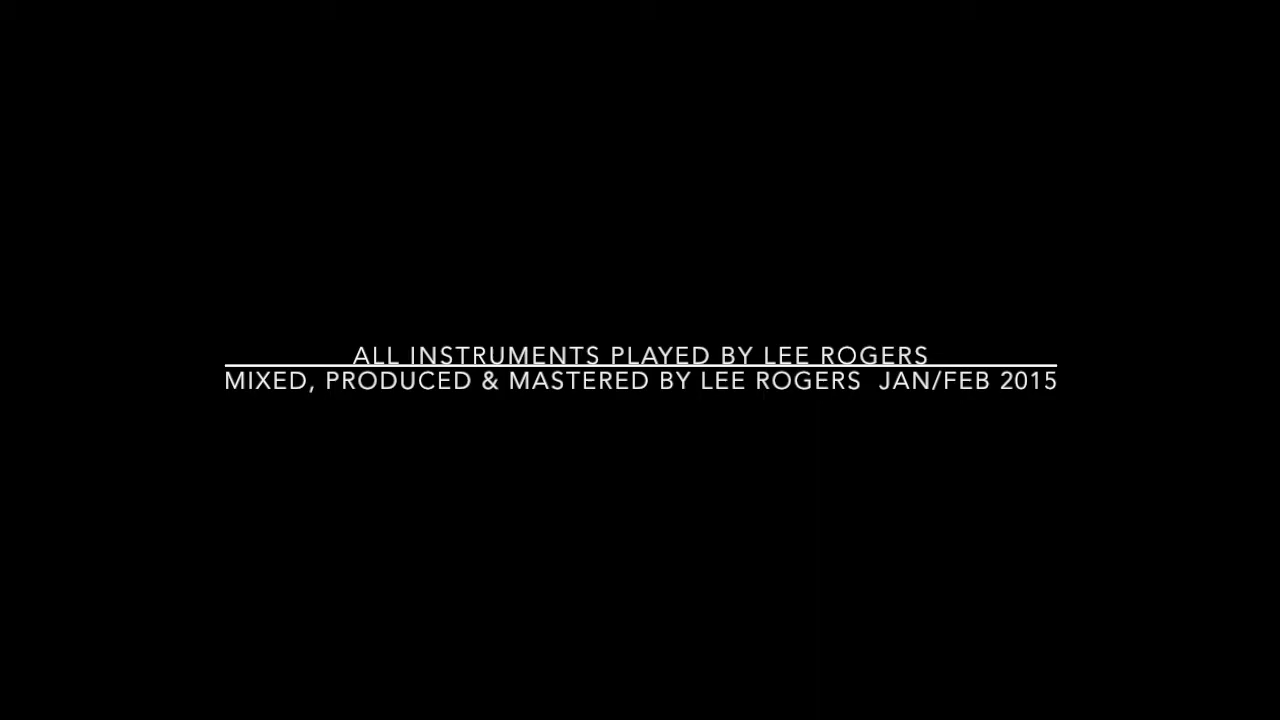 ALL INSTRUMENTS PLAYED BY LEE ROGERS
MIXED, PRODUCED & MASTERED BY LEE ROGERS  JAN/FEB 2015